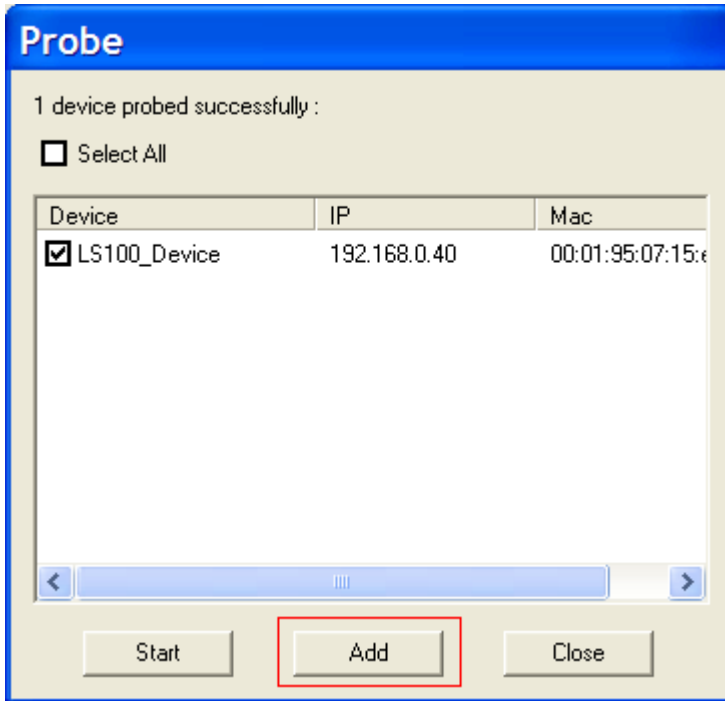 Probe
1 device probed successfully :
Select All
Device IP Mac
LS100_Device 192.168.0.40 00:01:95:07:15:
Start Add Close